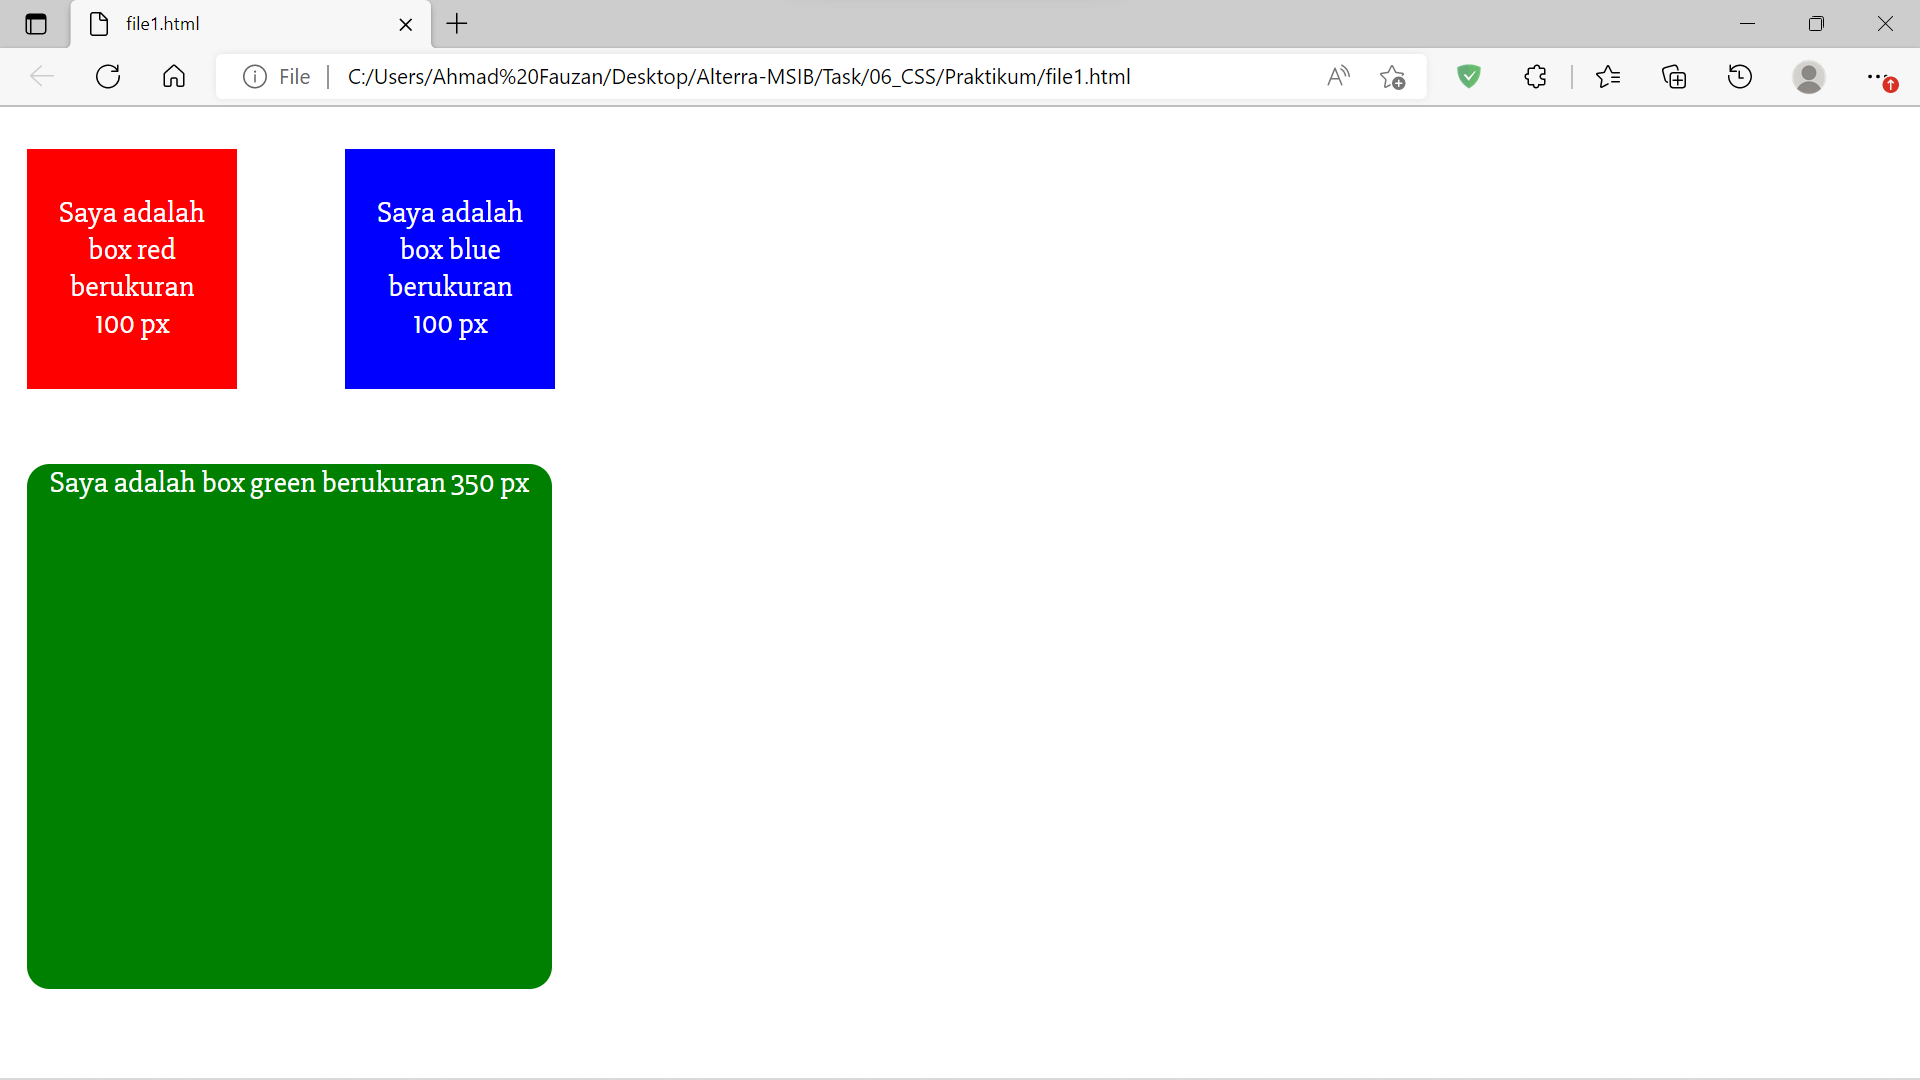 file1.html
File
C:/Users/Ahmad%20Fauzan/Desktop/Alterra-MSIB/Task/06_CSS/Praktikum/file1.html
Saya adalah
box red
berukuran
100 px
Saya adalah
box blue
berukuran
100 px
Saya adalah box green berukuran 350 px